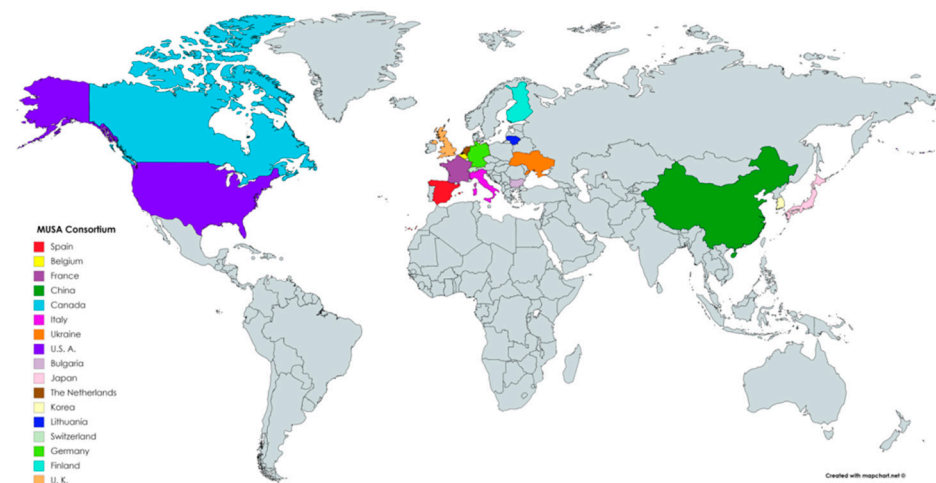 MUSA Consortium
Spain
Belgium
France
China
Canada
Italy
Ukraine
U.S. A.
Bulgaria
Japan
The Netherlands
Korea
Lithuania
Switzerland
Germany
Finland
U. K.
Created with mapchart.net ©